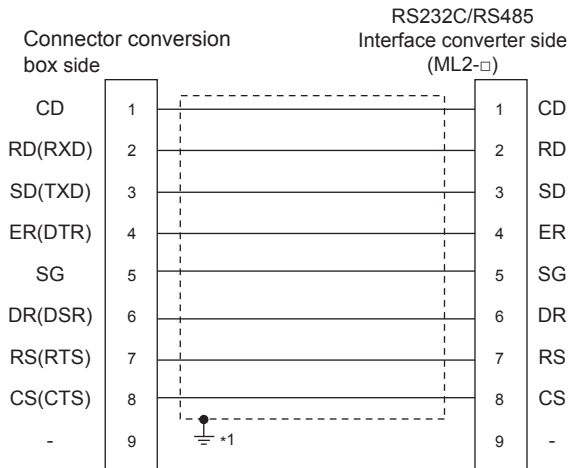 Connector conversion
box side
RS232C/RS485
Interface converter side
(ML2-□)
CD 1 1 CD
RD(RXD) 2 2 RD
SD(TXD) 3 3 SD
ER(DTR) 4 4 ER
SG 5 5 SG
DR(DSR) 6 6 DR
RS(RTS) 7 7 RS
CS(CTS) 8 8 CS
- 9 *1 9 -